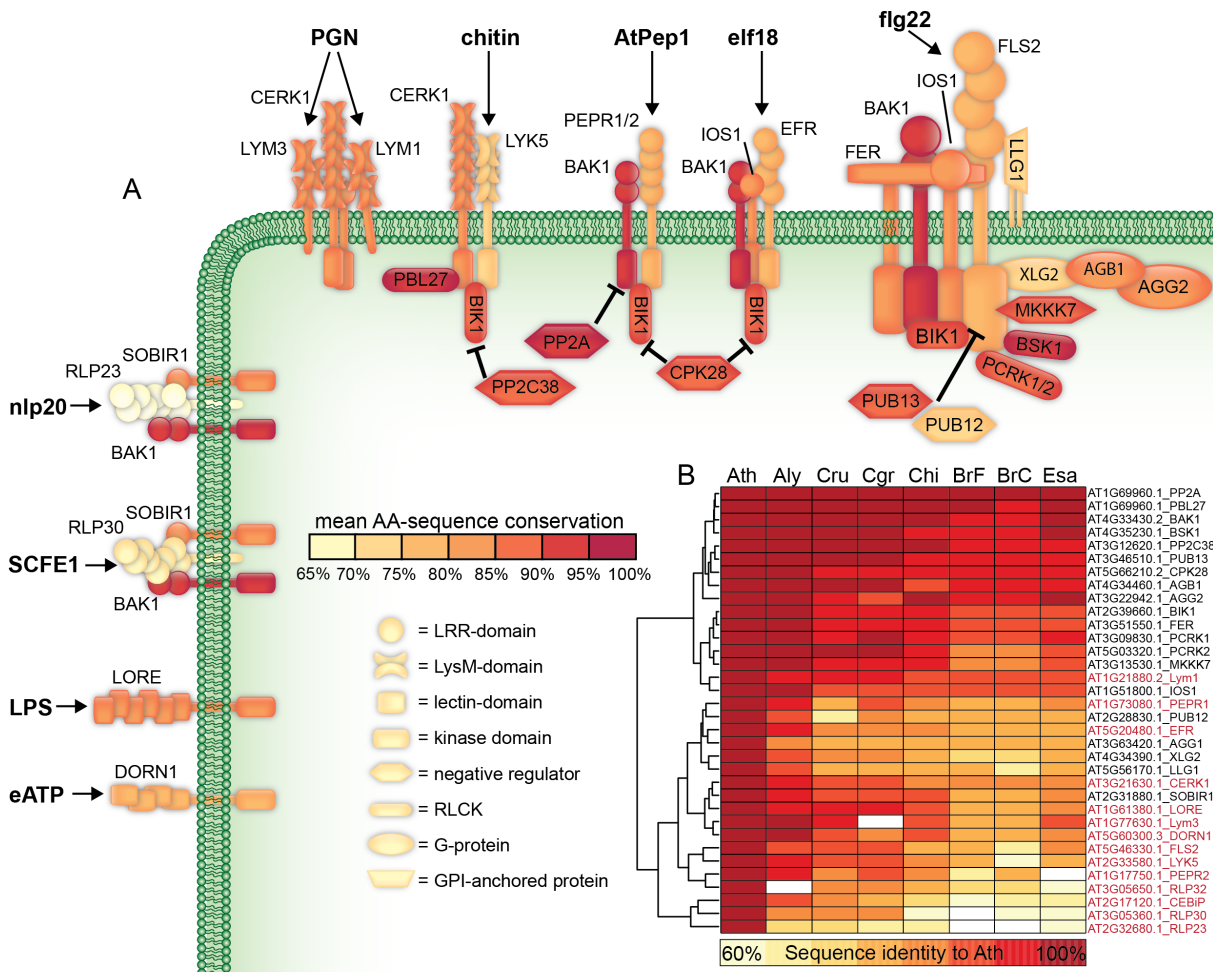 PGN
chitin
AtPep1
elf18
flg22
FLS2
IOS1
CERK1
CERK1
BAK1
PEPR1/2
IOS1
EFR
LYM3
LYM1
LYK5
BAK1
BAK1
FER
LLG1
A
PBL27
BIK1
BIK1
BIK1
XLG2
AGB1
AGG2
MKKK7
BIK1
BSK1
PP2A
PCRK1/2
PP2C38
CPK28
PUB13
PUB12
SOBIR1
RLP23
nlp20
BAK1
SOBIR1
RLP30
SCFE1
BAK1
LORE
LPS
DORN1
eATP
mean AA-sequence conservation
65% 70% 75% 80% 85% 90% 95% 100%
= LRR-domain
= LysM-domain
= lectin-domain
= kinase domain
= negative regulator
= RLCK
= G-protein
= GPI-anchored protein
B
Ath Aly Cru Cgr Chi BrF BrC Esa
AT1G69960.1_PP2A
AT1G69960.1_PBL27
AT4G33430.2_BAK1
AT4G35230.1_BSK1
AT3G12620.1_PP2C38
AT3G46510.1_PUB13
AT5G66210.2_CPK28
AT4G34460.1_AGB1
AT3G22942.1_AGG2
AT2G39660.1_BIK1
AT3G51550.1_FER
AT3G09830.1_PCRK1
AT5G03320.1_PCRK2
AT3G13530.1_MKKK7
AT1G21880.2_Lym1
AT1G51800.1_IOS1
AT1G73080.1_PEPR1
AT2G28830.1_PUB12
AT5G20480.1_EFR
AT3G63420.1_AGG1
AT4G34390.1_XLG2
AT5G56170.1_LLG1
AT3G21630.1_CERK1
AT2G31880.1_SOBIR1
AT1G61380.1_LORE
AT1G77630.1_Lym3
AT5G60300.3_DORN1
AT5G46330.1_FLS2
AT2G33580.1_LYK5
AT1G17750.1_PEPR2
AT3G05650.1_RLP32
AT2G17120.1_CEBiP
AT3G05360.1_RLP30
AT2G32680.1_RLP23
60% Sequence identity to Ath 100%